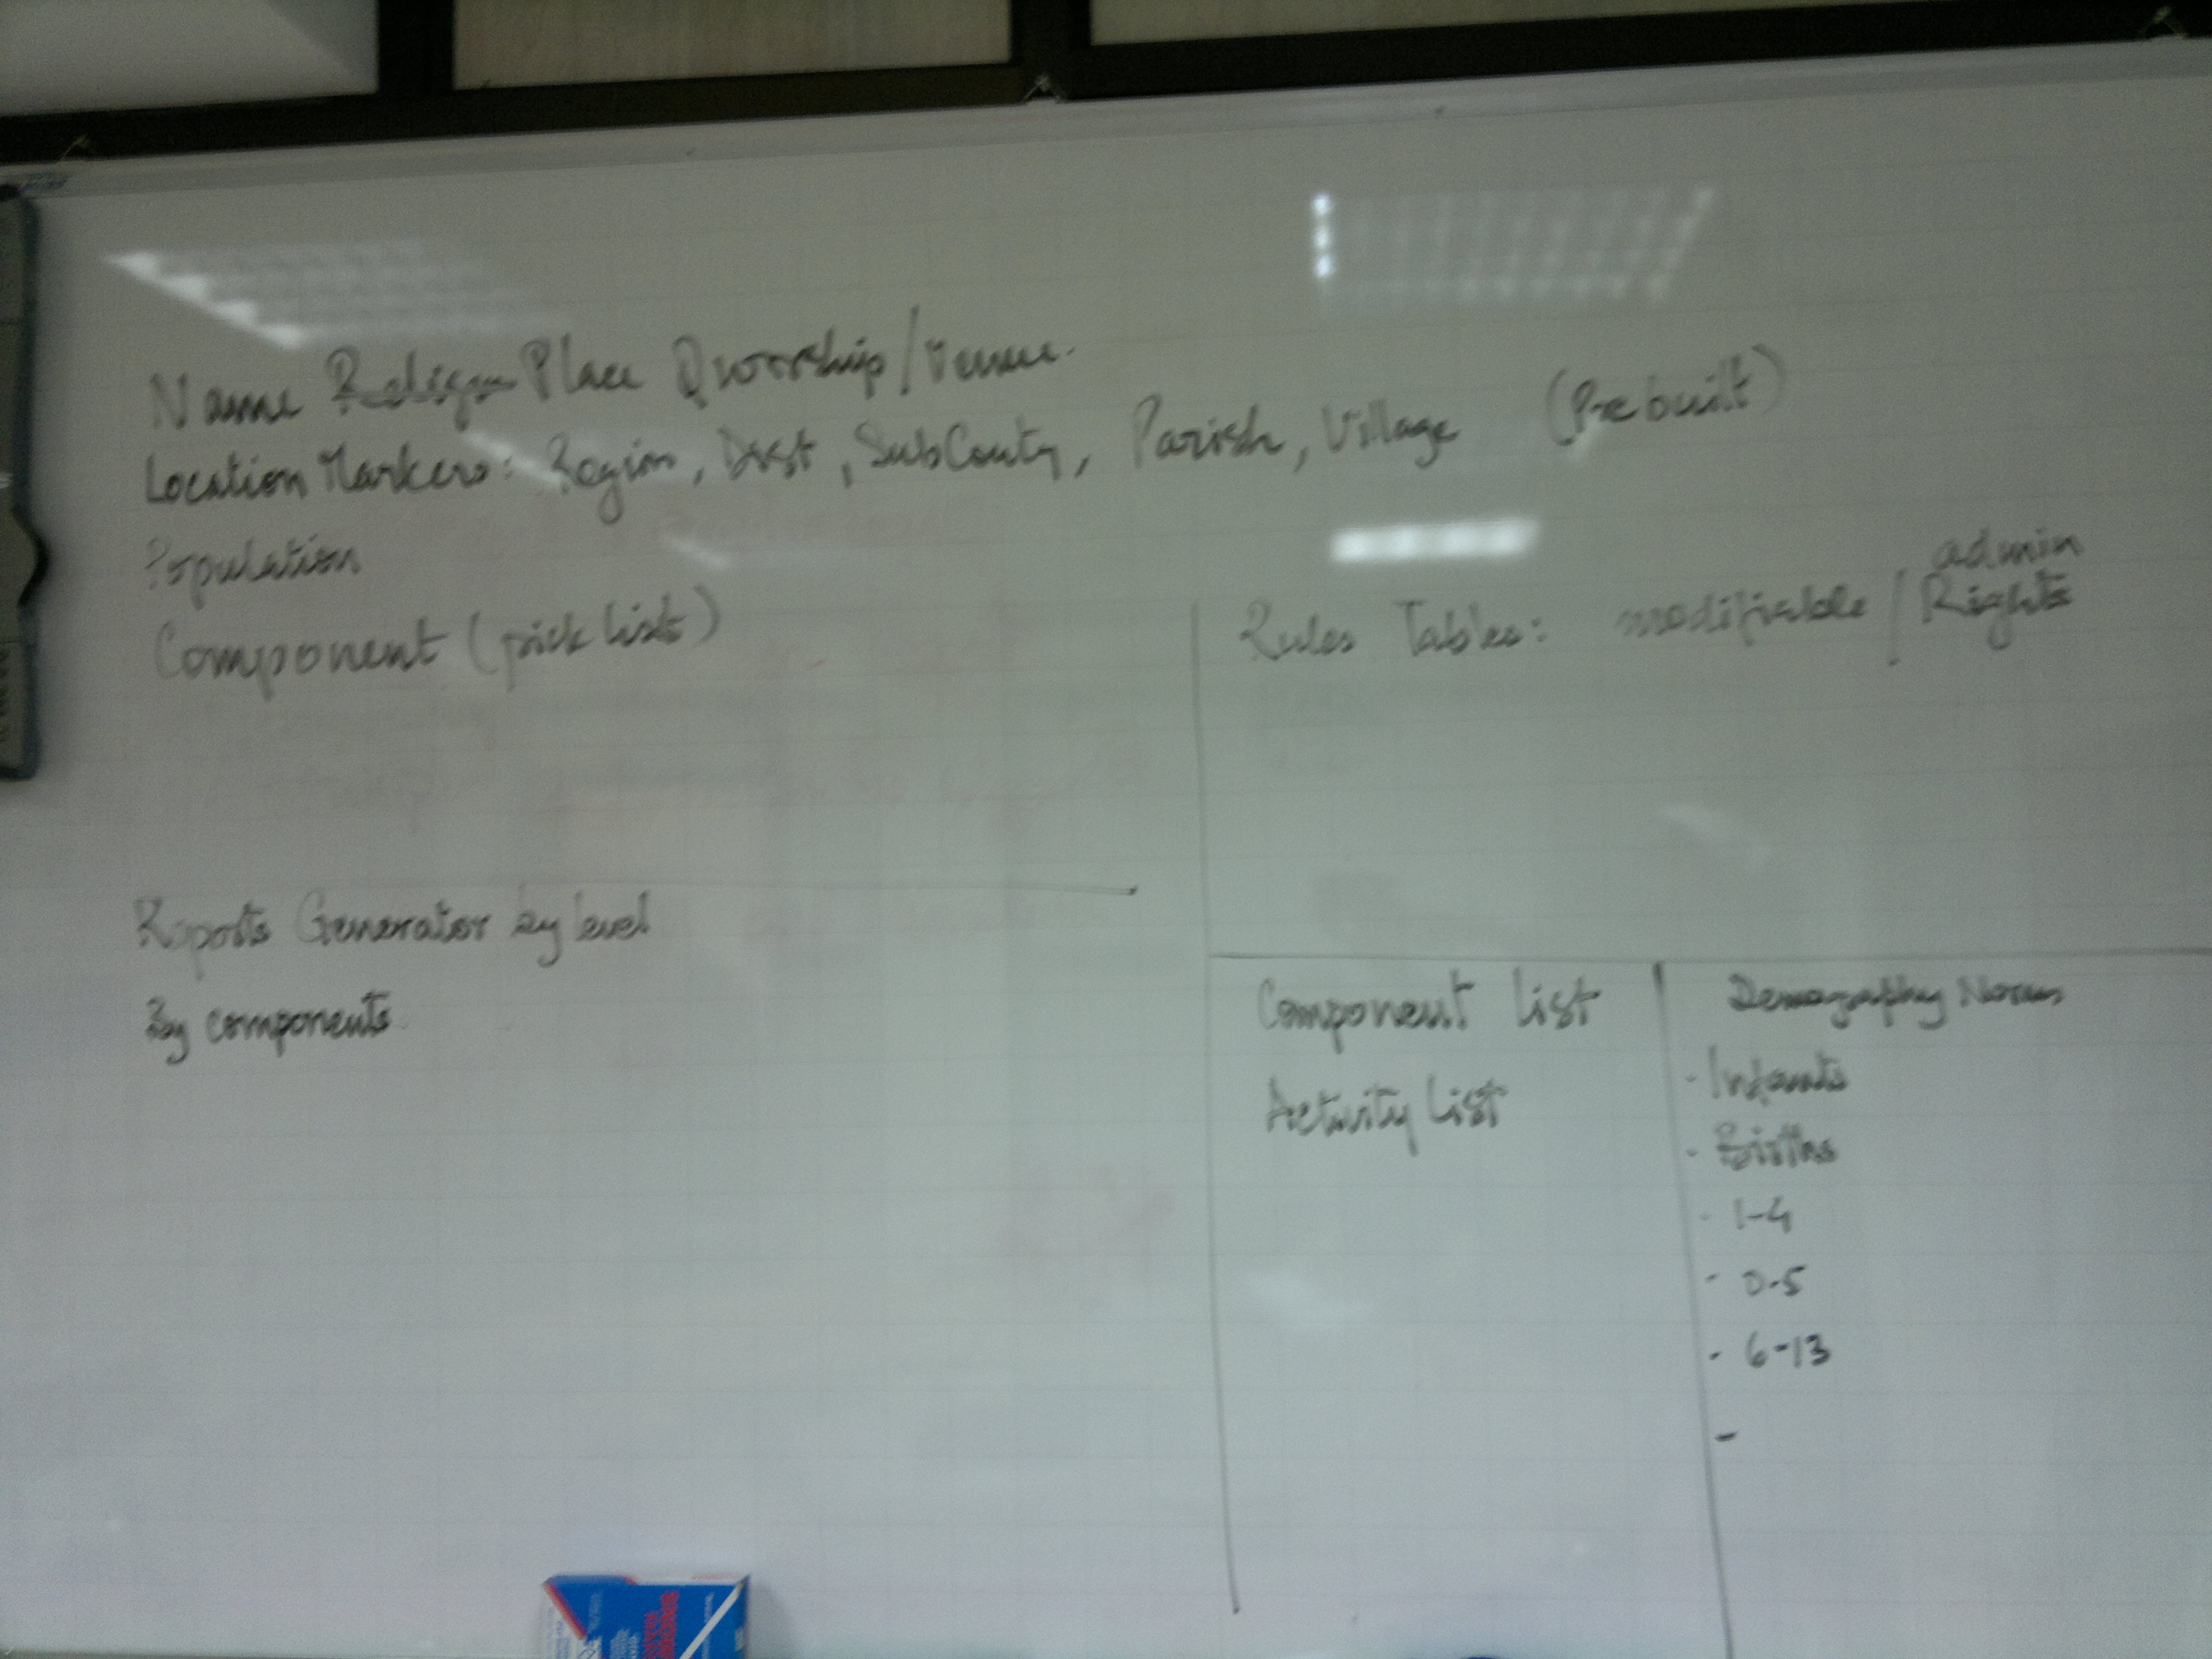 Name Religion Place Of worship/Venue.
Location Markers: Region, Dist, SubCouty, Parish, Village (Prebuilt)
Population
Component (pick lists)
Rules Tables: modifiable / admin Rights
Reports Generator by level
By components
Component List
Activity List
Demography Norms
- Infants
- Births
- 1-4
- 0-5
- 6-13
-